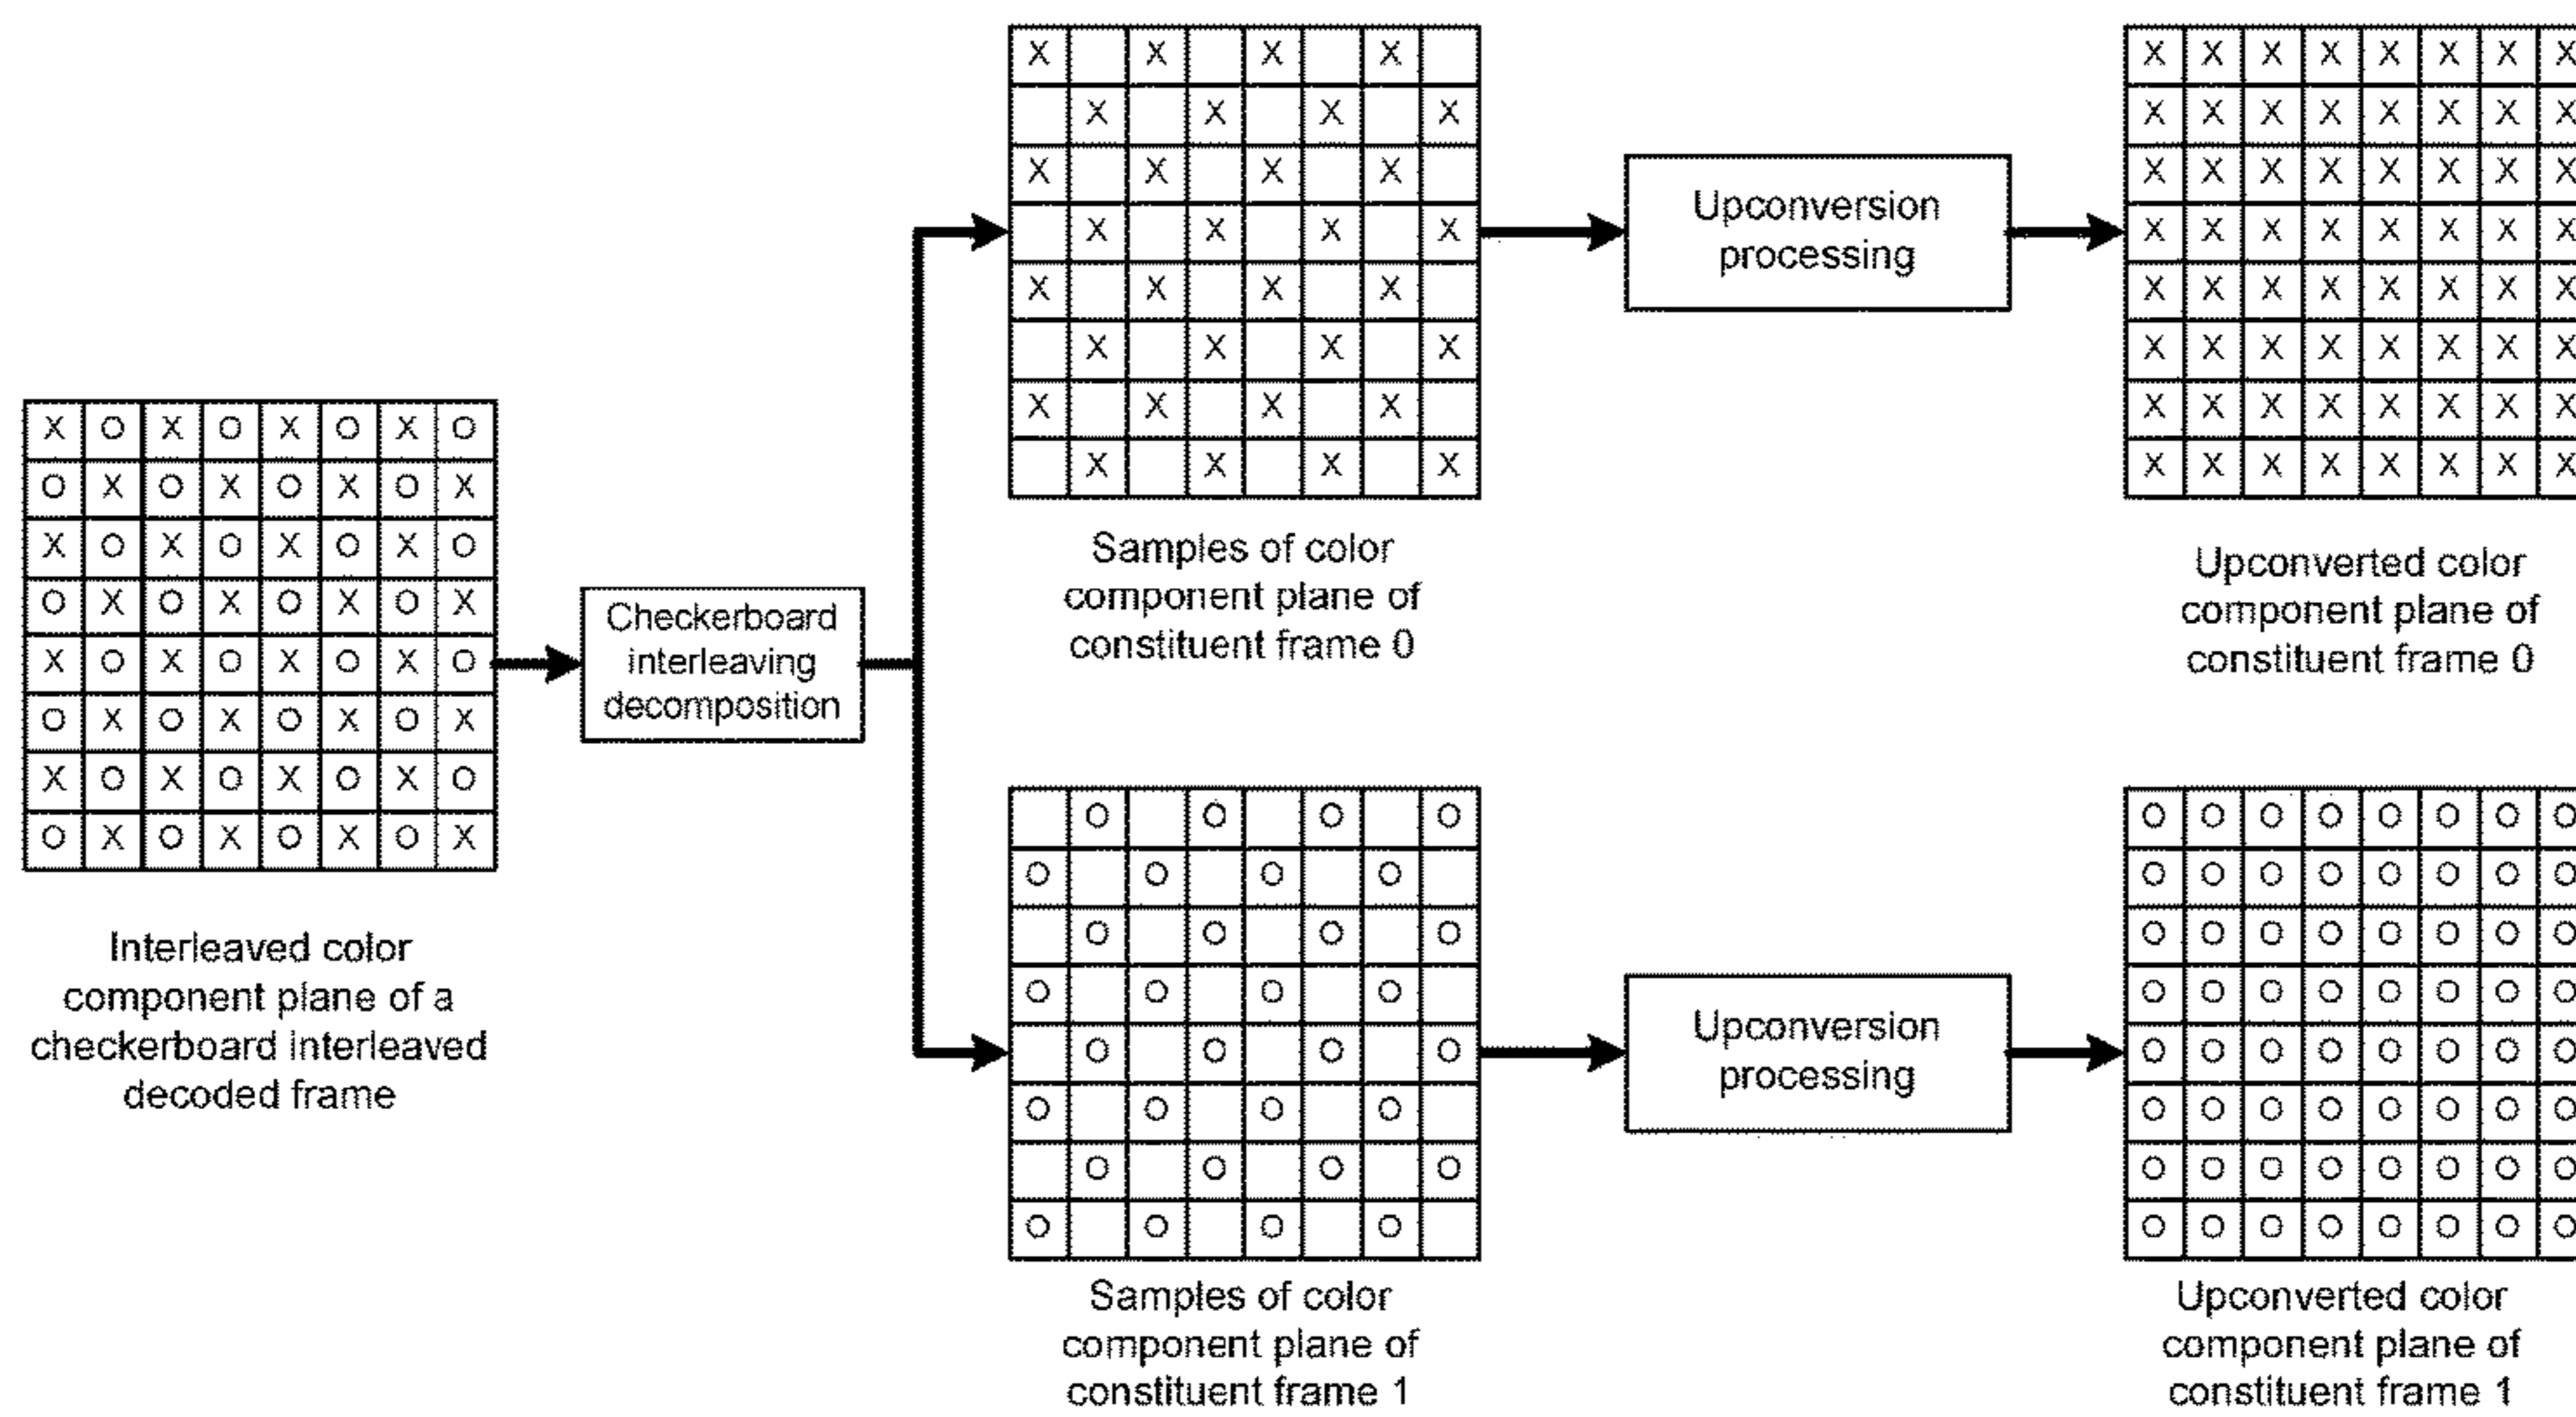 X O X O X O X O
O X O X O X O X
X O X O X O X O
O X O X O X O X
X O X O X O X O
O X O X O X O X
X O X O X O X O
O X O X O X O X
Interleaved color
component plane of a
checkerboard interleaved
decoded frame
Checkerboard
interleaving
decomposition
X X X X
X X X X
X X X X
X X X X
X X X X
X X X X
X X X X
X X X X
Samples of color
component plane of
constituent frame 0
Upconversion
processing
X X X X X X X X
X X X X X X X X
X X X X X X X X
X X X X X X X X
X X X X X X X X
X X X X X X X X
X X X X X X X X
X X X X X X X X
Upconverted color
component plane of
constituent frame 0
O O O O
O O O O
O O O O
O O O O
O O O O
O O O O
O O O O
O O O O
Samples of color
component plane of
constituent frame 1
Upconversion
processing
O O O O O O O O
O O O O O O O O
O O O O O O O O
O O O O O O O O
O O O O O O O O
O O O O O O O O
O O O O O O O O
O O O O O O O O
Upconverted color
component plane of
constituent frame 1